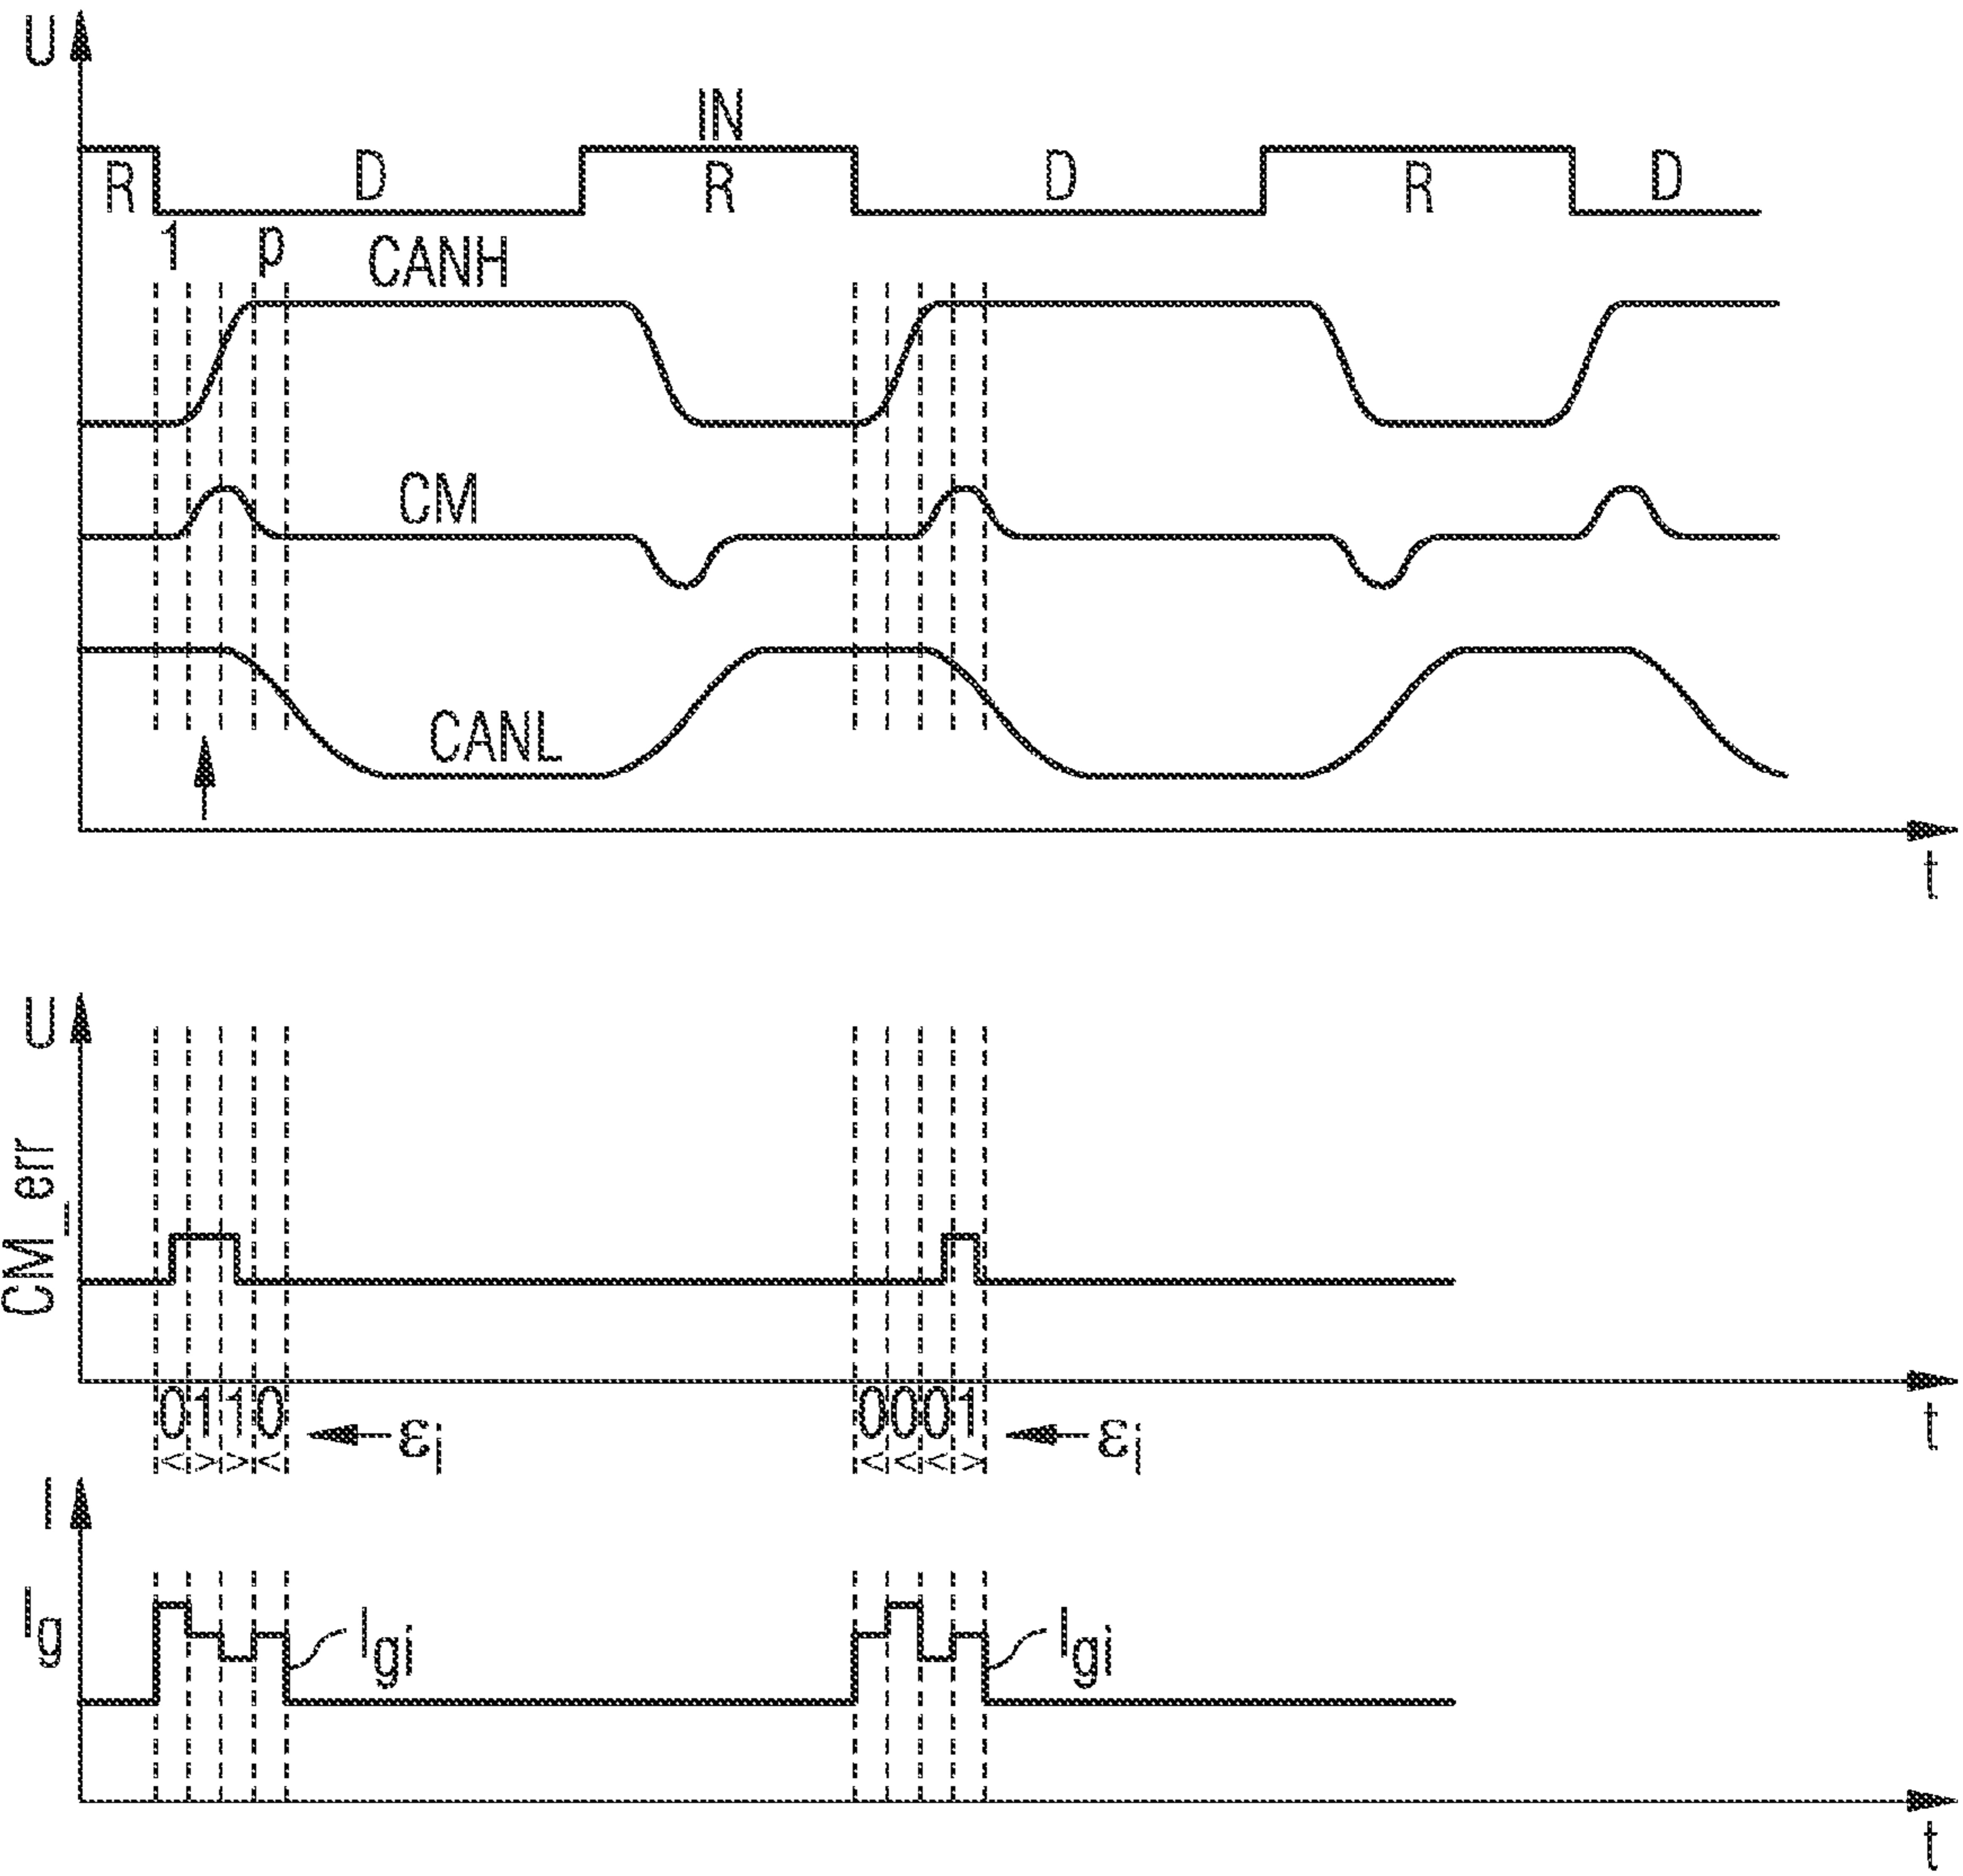 U
IN
R D R D R D
1 p CANH
CM
CANL
t
U
CM_err
0110 εi 0001 εi t
< > > < < < < >
I
Ig Igi Igi
t